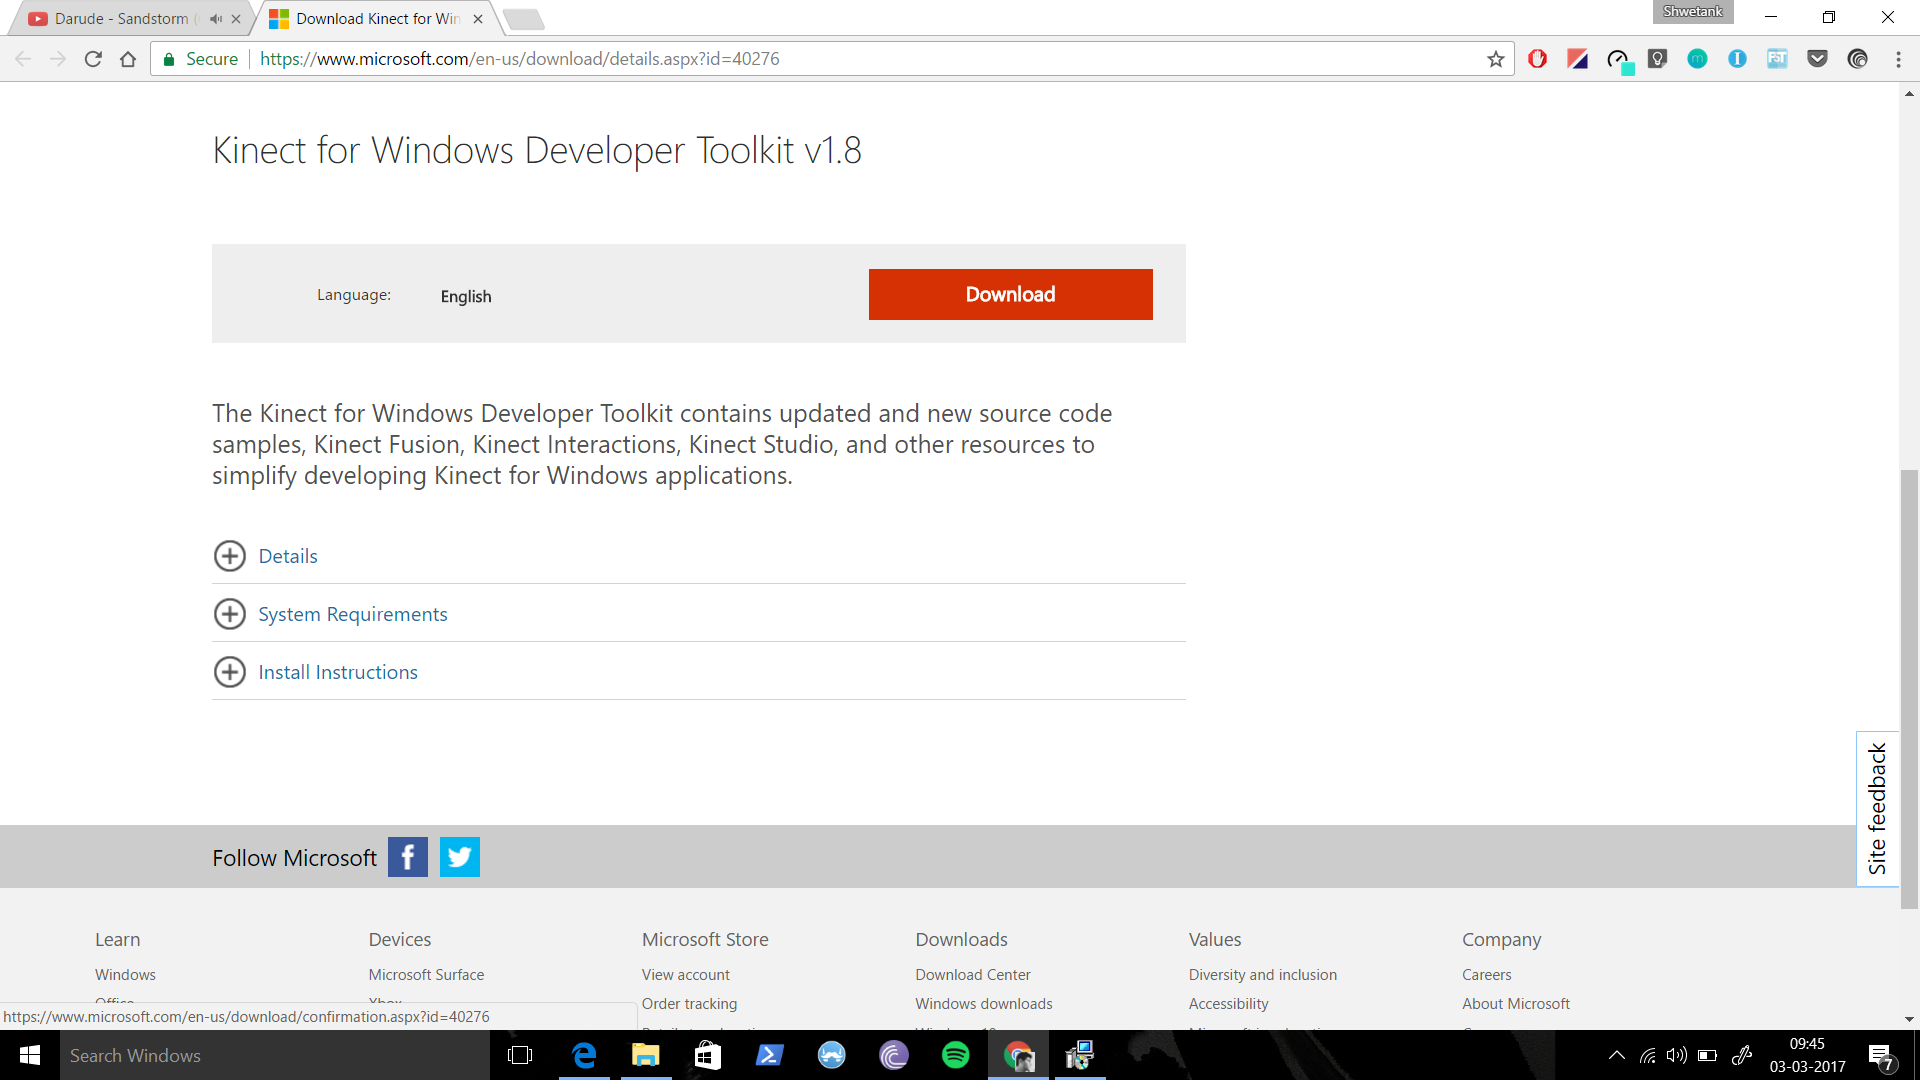 Darude - Sandstorm
Download Kinect for Win
Shwetank
Secure
https://www.microsoft.com/en-us/download/details.aspx?id=40276
Kinect for Windows Developer Toolkit v1.8
Language:
English
Download
The Kinect for Windows Developer Toolkit contains updated and new source code
samples, Kinect Fusion, Kinect Interactions, Kinect Studio, and other resources to
simplify developing Kinect for Windows applications.
Details
System Requirements
Install Instructions
Site feedback
Follow Microsoft
Learn
Devices
Microsoft Store
Downloads
Values
Company
Windows
Microsoft Surface
View account
Download Center
Diversity and inclusion
Careers
Office
Xbox
Order tracking
Windows downloads
Accessibility
About Microsoft
https://www.microsoft.com/en-us/download/confirmation.aspx?id=40276
Search Windows
09:45
03-03-2017
7